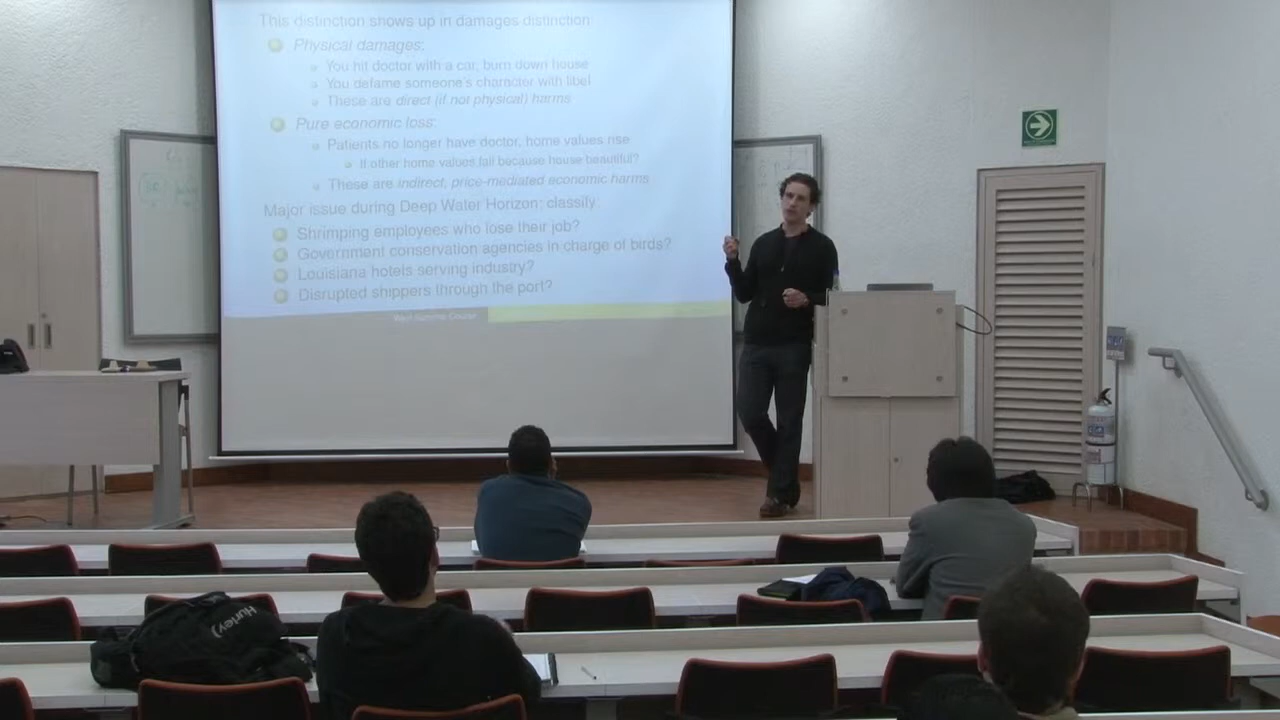 This distinction shows up in damages distinction:
Physical damages:
You hit doctor with a car, burn down house
You defame someone's character with libel
These are direct (if not physical) harms
Pure economic loss:
Patients no longer have doctor, home values rise
If other home values fall because house beautiful?
These are indirect, price-mediated economic harms
Major issue during Deep Water Horizon: classify:
Shrimping employees who lose their job?
Government conservation agencies in charge of birds?
Louisiana hotels serving industry?
Disrupted shippers through the port?
Course
Hurley)